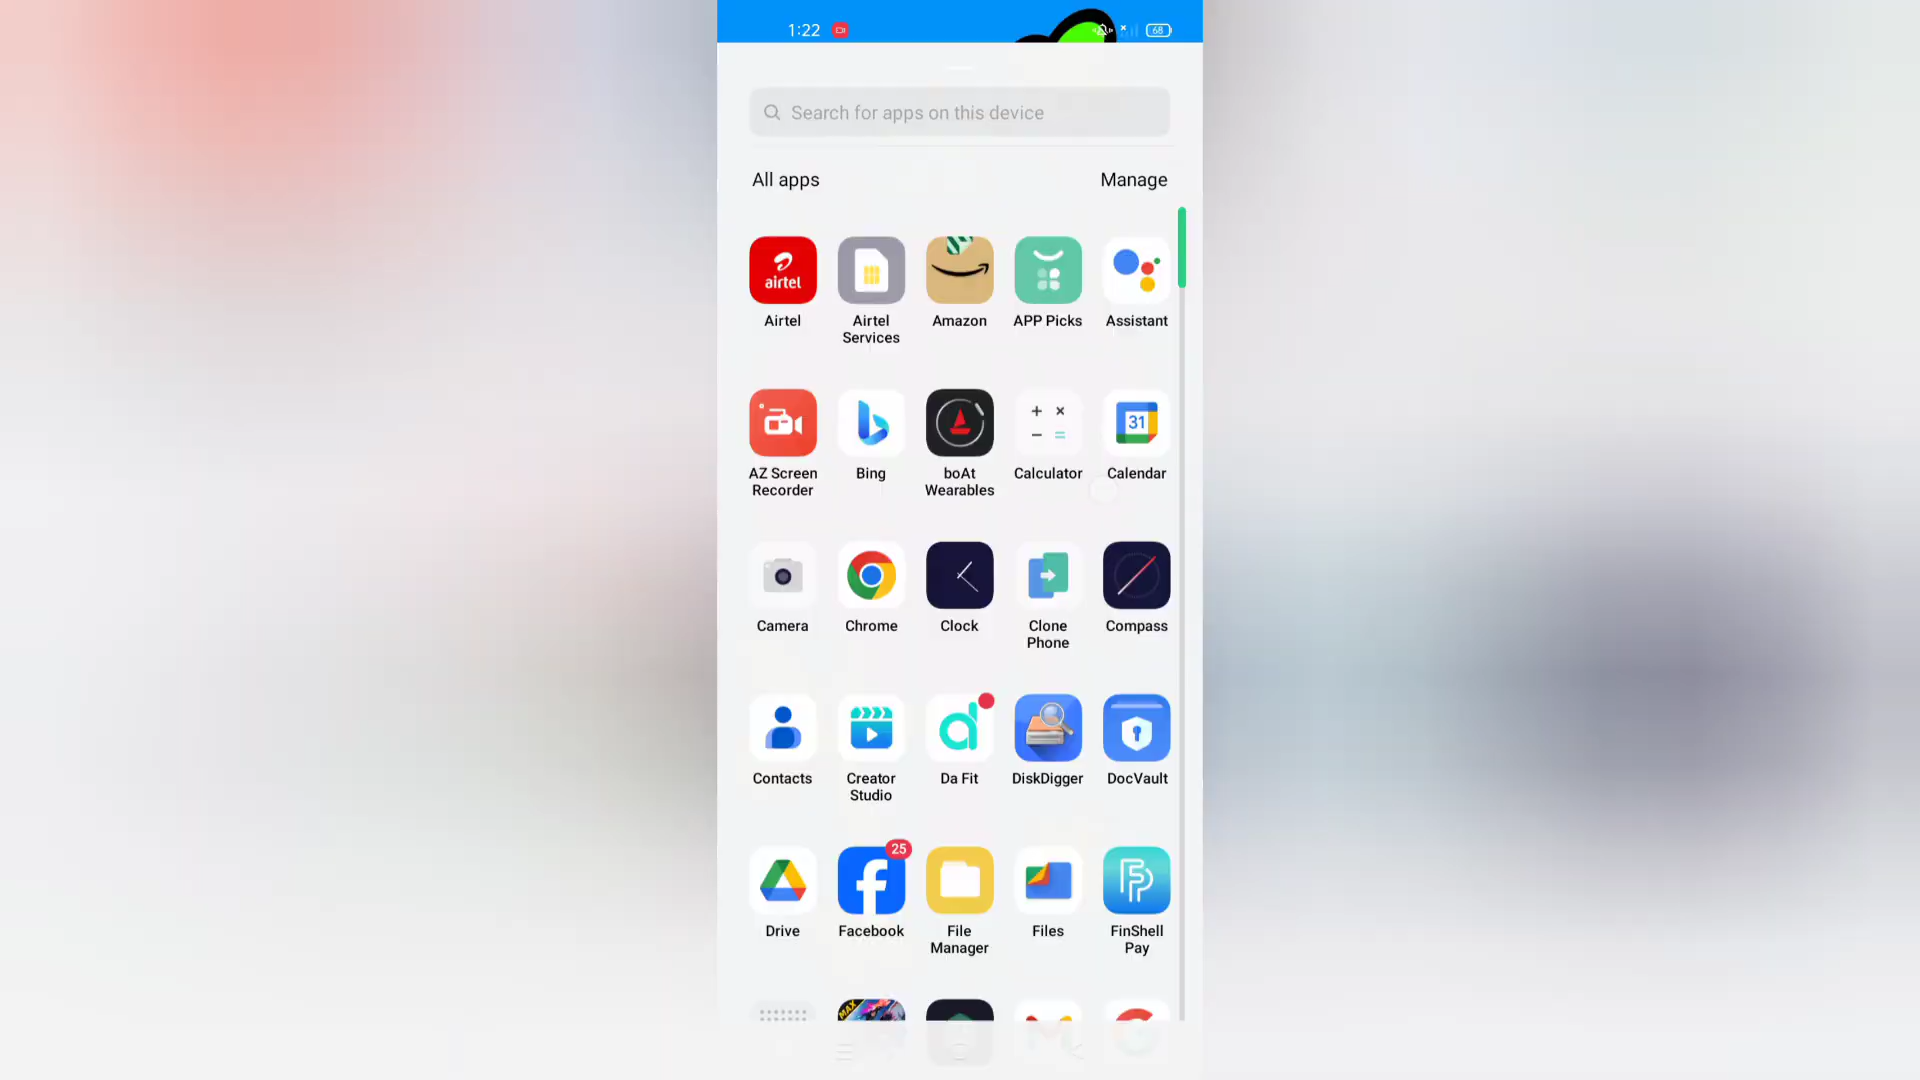 1:22
68
Search for apps on this device
All apps
Manage
airtel
31
Airtel
Airtel
Services
Amazon
APP Picks
Assistant
AZ Screen
Recorder
Bing
boAt
Wearables
Calculator
Calendar
Camera
Chrome
Clock
Clone
Phone
Compass
Contacts
Creator
Studio
Da Fit
DiskDigger
DocVault
25
Drive
Facebook
File
Manager
Files
FinShell
Pay
MAX